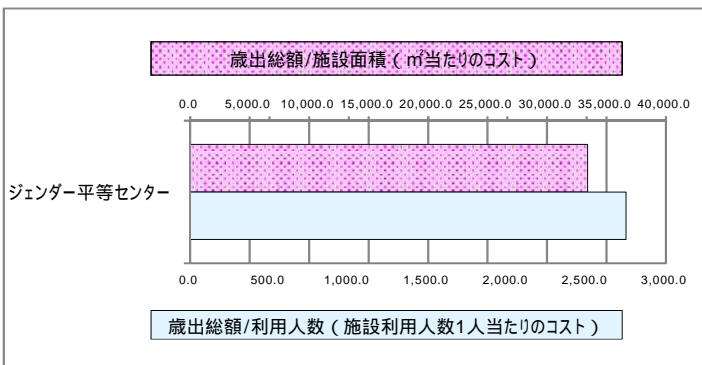 歳出総額/施設面積(㎡当たりのコスト)
0.0 5,000.0 10,000.0 15,000.0 20,000.0 25,000.0 30,000.0 35,000.0 40,000.0
ジェンダー平等センター
0.0 500.0 1,000.0 1,500.0 2,000.0 2,500.0 3,000.0
歳出総額/利用人数(施設利用人数1人当たりのコスト)